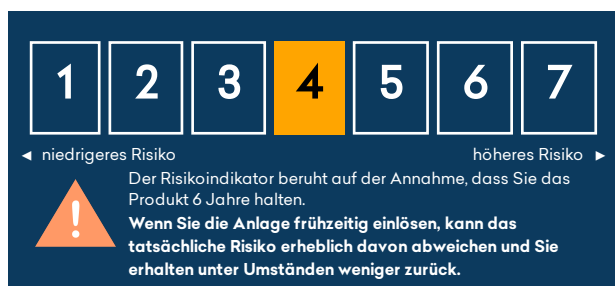 1 2 3 4 5 6 7
◄ niedrigeres Risiko höheres Risiko ►
Der Risikoindikator beruht auf der Annahme, dass Sie das
Produkt 6 Jahre halten.
Wenn Sie die Anlage frühzeitig einlösen, kann das
tatsächliche Risiko erheblich davon abweichen und Sie
erhalten unter Umständen weniger zurück.
!